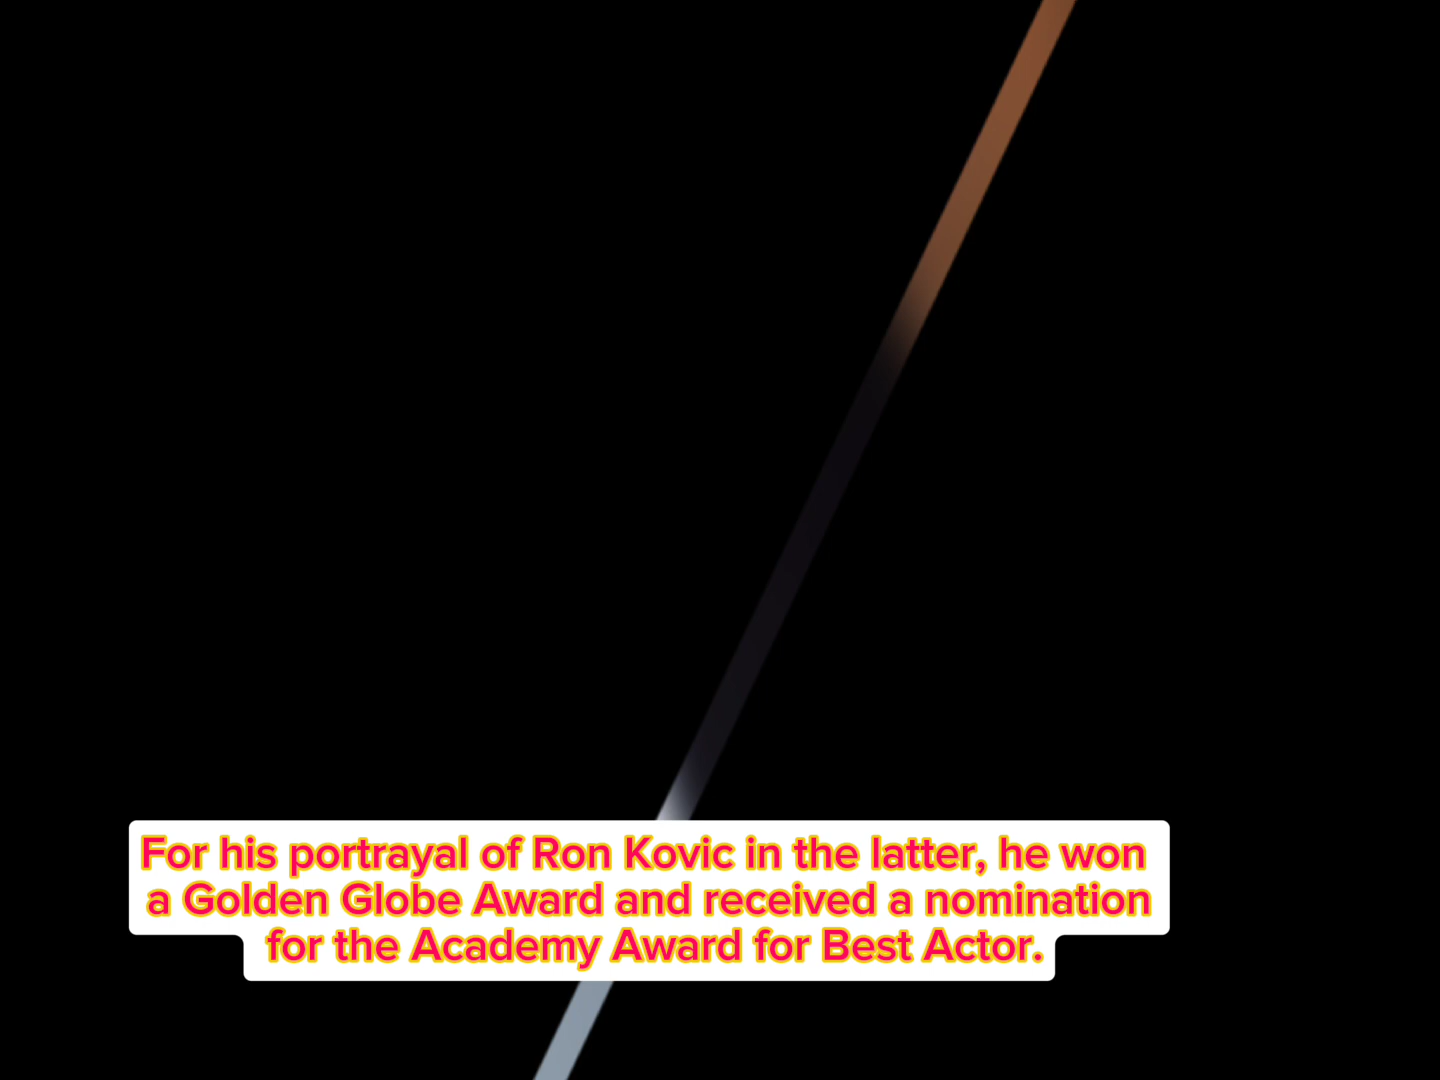 For his portrayal of Ron Kovic in the latter, he won
a Golden Globe Award and received a nomination
for the Academy Award for Best Actor.